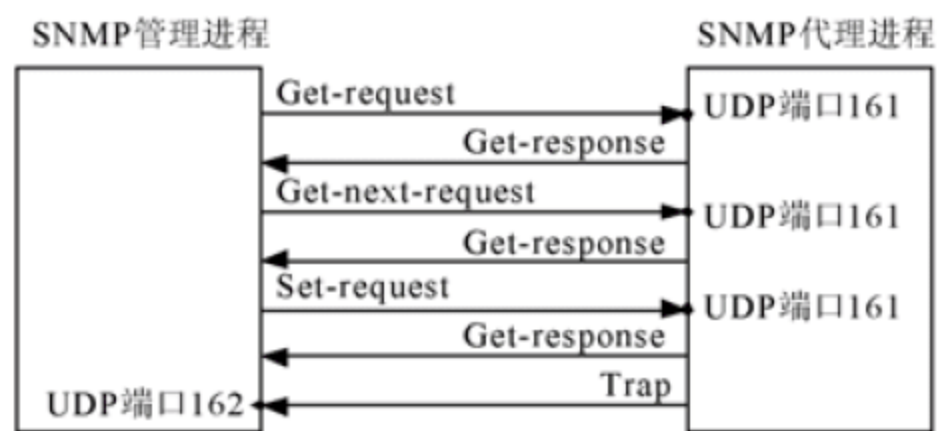 SNMP管理进程
SNMP代理进程
Get-request
UDP端口161
Get-response
Get-next-request
UDP端口161
Get-response
Set-request
UDP端口161
Get-response
Trap
UDP端口162